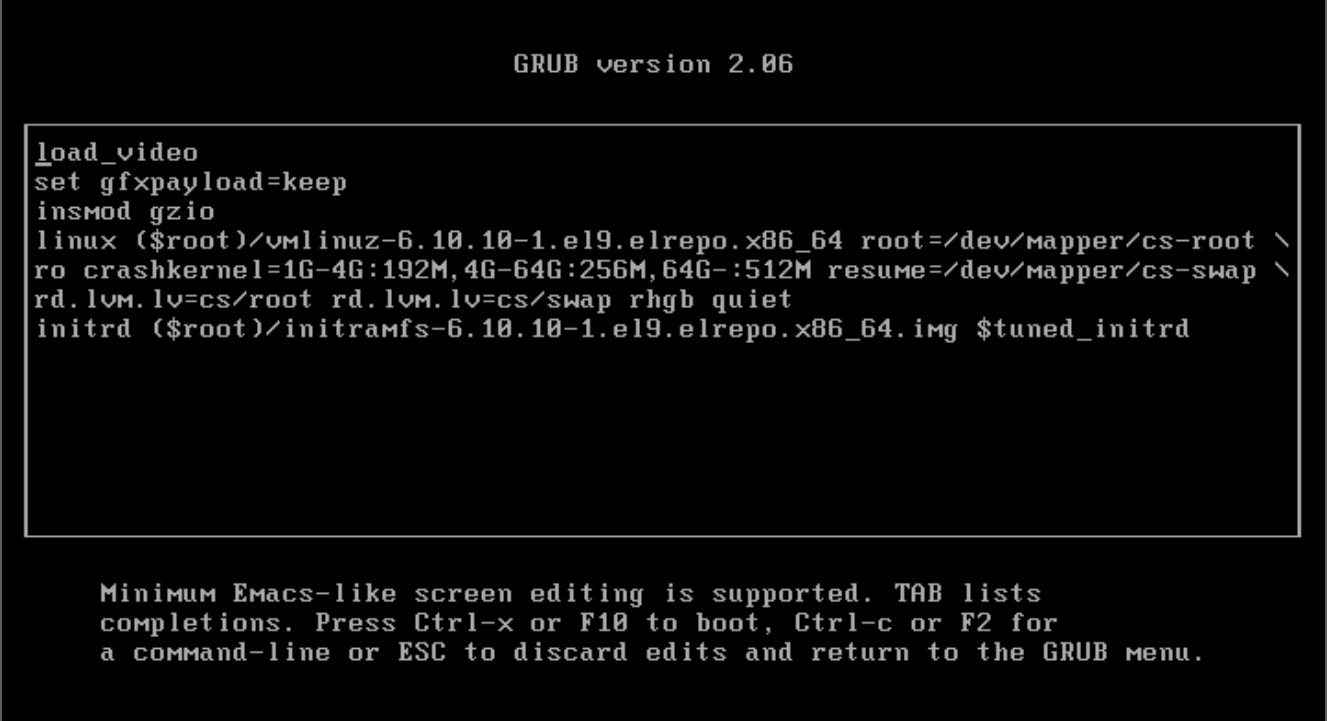 GRUB version 2.06
load_video
set gfxpayload=keep
insmod gzio
linux ($root)/vmlinuz-6.10.10-1.el9.elrepo.x86_64 root=/dev/mapper/cs-root \
ro crashkernel=1G-4G:192M,4G-64G:256M,64G-:512M resume=/dev/mapper/cs-swap \
rd.lvm.lv=cs/root rd.lvm.lv=cs/swap rhgb quiet
initrd ($root)/initramfs-6.10.10-1.el9.elrepo.x86_64.img $tuned_initrd
Minimum Emacs-like screen editing is supported. TAB lists
completions. Press Ctrl-x or F10 to boot, Ctrl-c or F2 for
a command-line or ESC to discard edits and return to the GRUB menu.